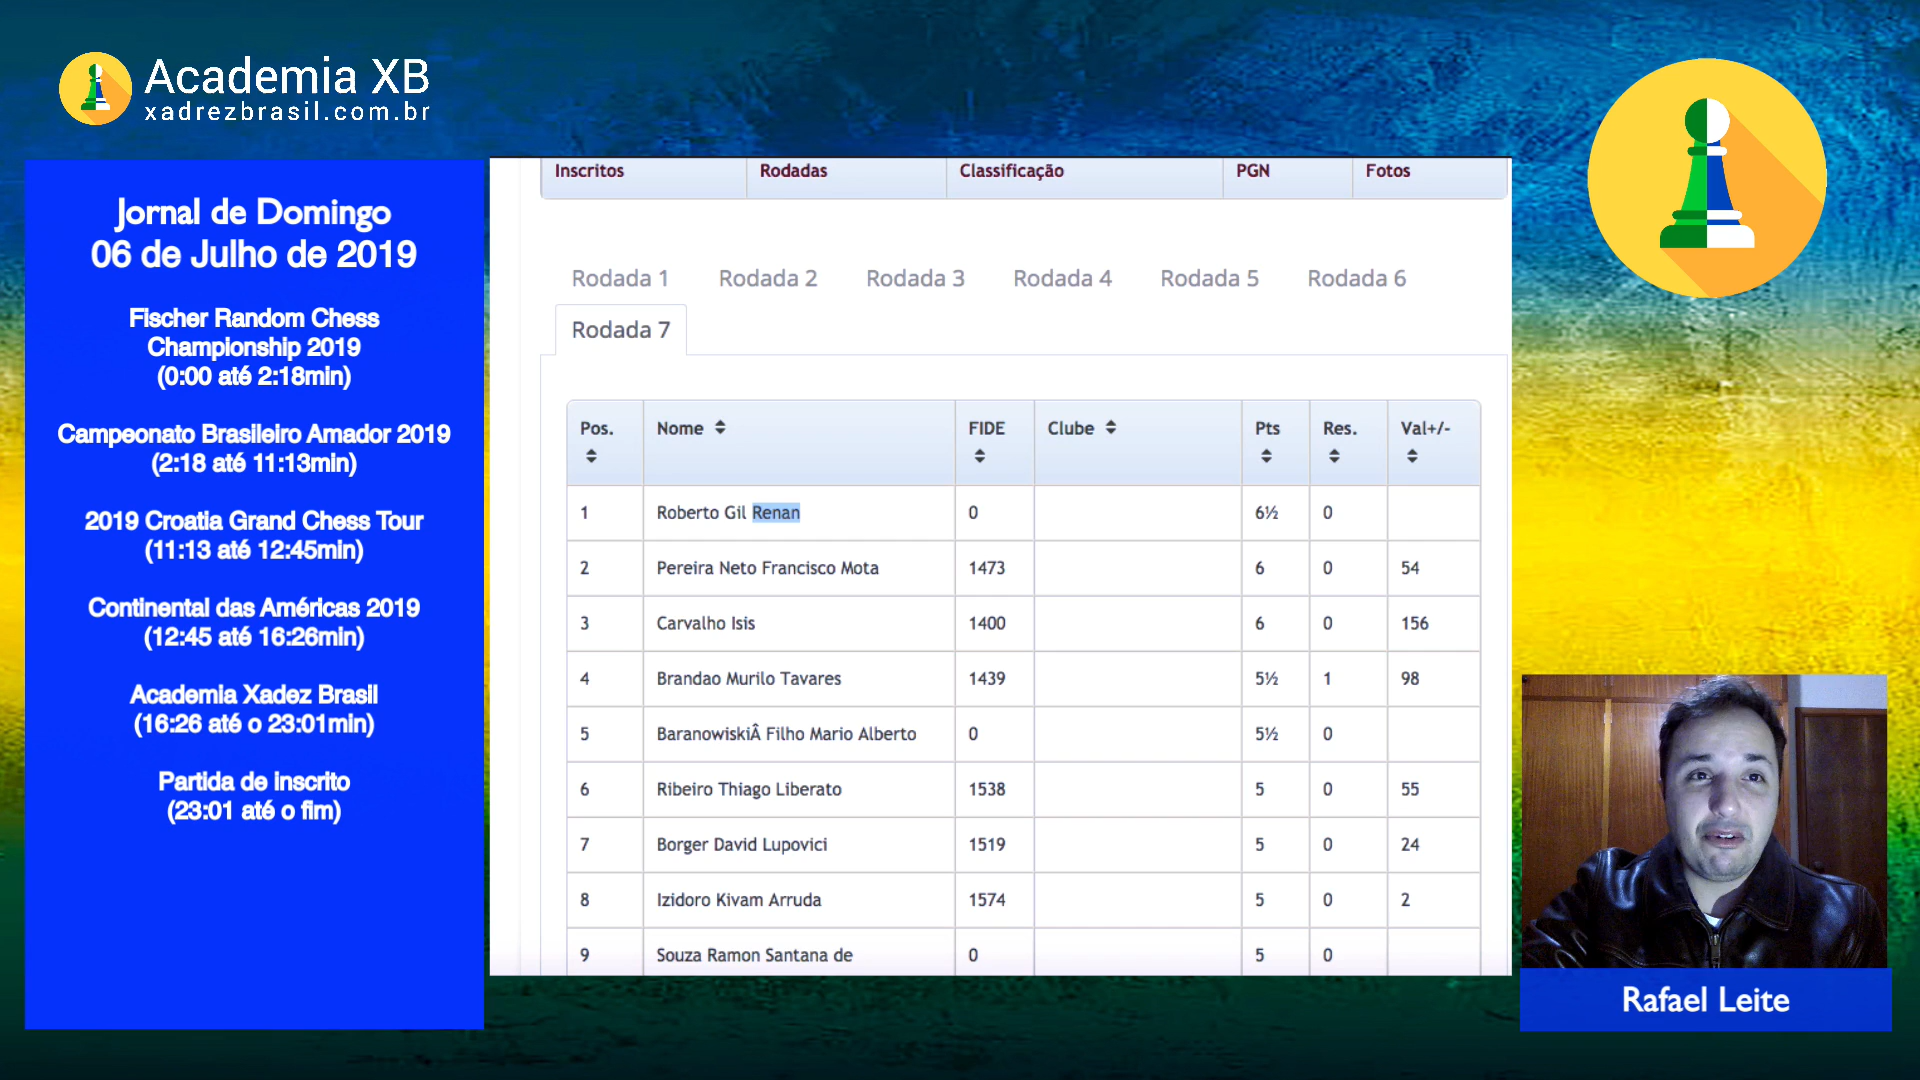 Academia XB
xadrezbrasil.com.br
Jornal de Domingo
06 de Julho de 2019
Fischer Random Chess
Championship 2019
(0:00 até 2:18min)
Campeonato Brasileiro Amador 2019
(2:18 até 11:13min)
2019 Croatia Grand Chess Tour
(11:13 até 12:45min)
Continental das Américas 2019
(12:45 até 16:26min)
Academia Xadez Brasil
(16:26 até o 23:01min)
Partida de inscrito
(23:01 até o fim)
Inscritos Rodadas Classificação PGN Fotos
Rodada 1 Rodada 2 Rodada 3 Rodada 4 Rodada 5 Rodada 6
Rodada 7
Pos. Nome FIDE Clube Pts Res. Val+/-
1 Roberto Gil Renan 0 6½ 0
2 Pereira Neto Francisco Mota 1473 6 0 54
3 Carvalho Isis 1400 6 0 156
4 Brandao Murilo Tavares 1439 5½ 1 98
5 BaranowiskiÂ Filho Mario Alberto 0 5½ 0
6 Ribeiro Thiago Liberato 1538 5 0 55
7 Borger David Lupovici 1519 5 0 24
8 Izidoro Kivam Arruda 1574 5 0 2
9 Souza Ramon Santana de 0 5 0
Rafael Leite